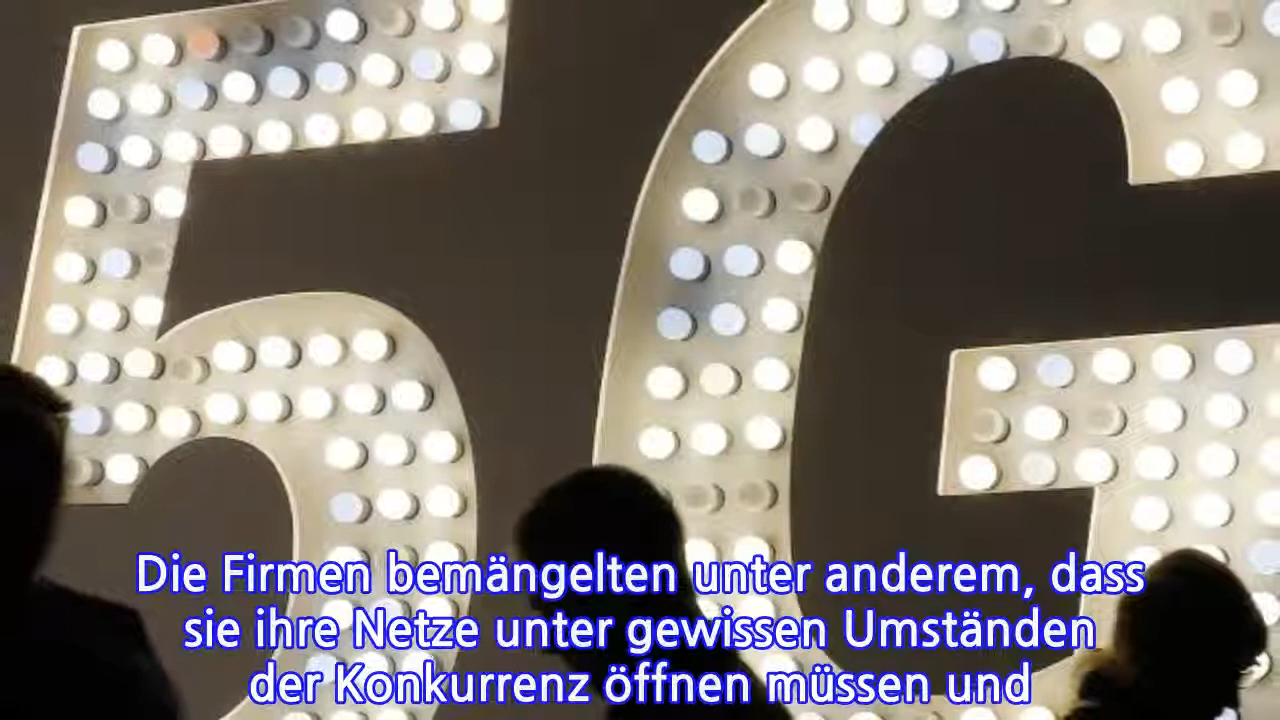 5G
Die Firmen bemängelten unter anderem, dass
sie ihre Netze unter gewissen Umständen
der Konkurrenz öffnen müssen und